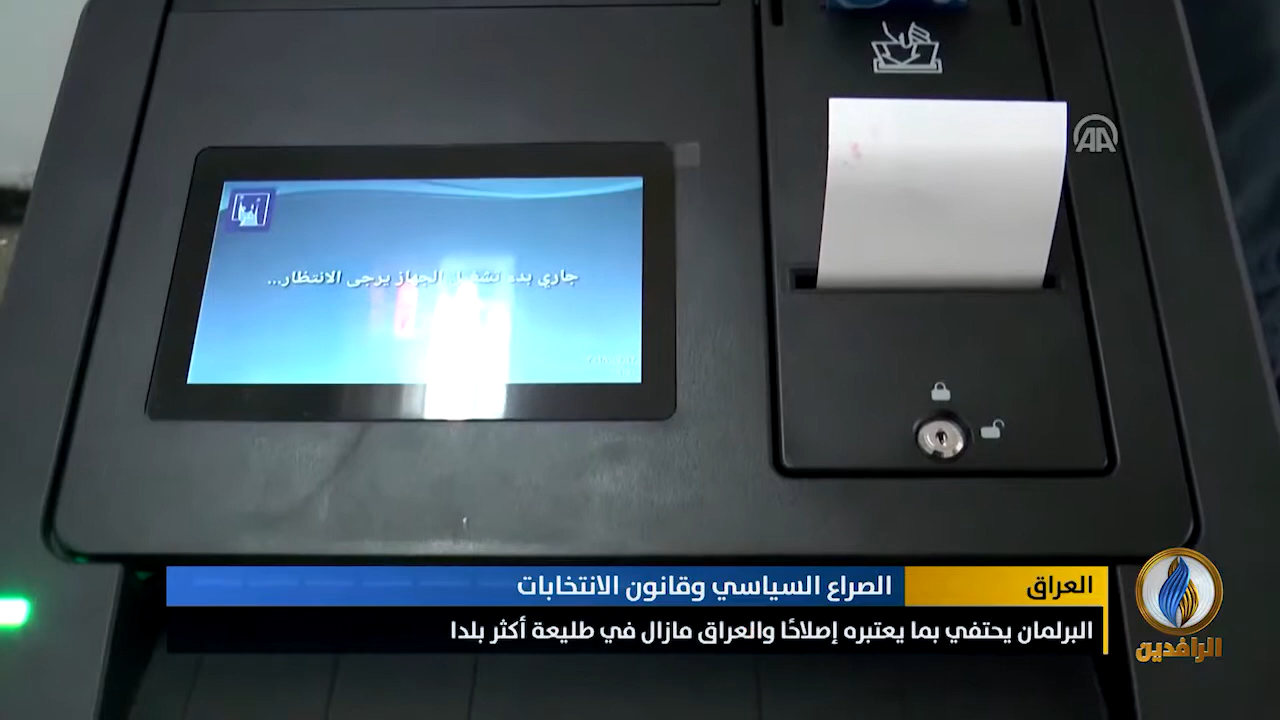 AA
جاري بدء تشغيل الجهاز يرجى الانتظار...
العراق
الصراع السياسي وقانون الانتخابات
البرلمان يحتفي بما يعتبره إصلاحًا والعراق مازال في طليعة أكثر بلدا
الرافدين